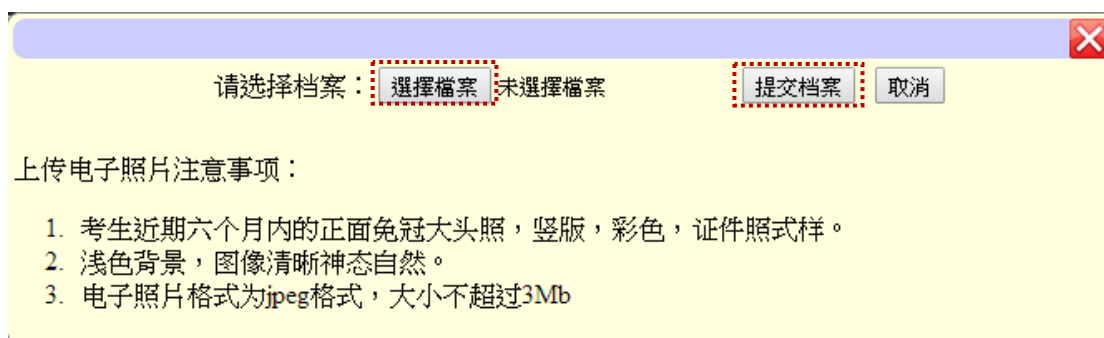 请选择档案：選擇檔案 未選擇檔案 提交档案 取消
上传电子照片注意事项：
1. 考生近期六个月内的正面免冠大头照，竖版，彩色，证件照式样。
2. 浅色背景，图像清晰神态自然。
3. 电子照片格式为jpeg格式，大小不超过3Mb